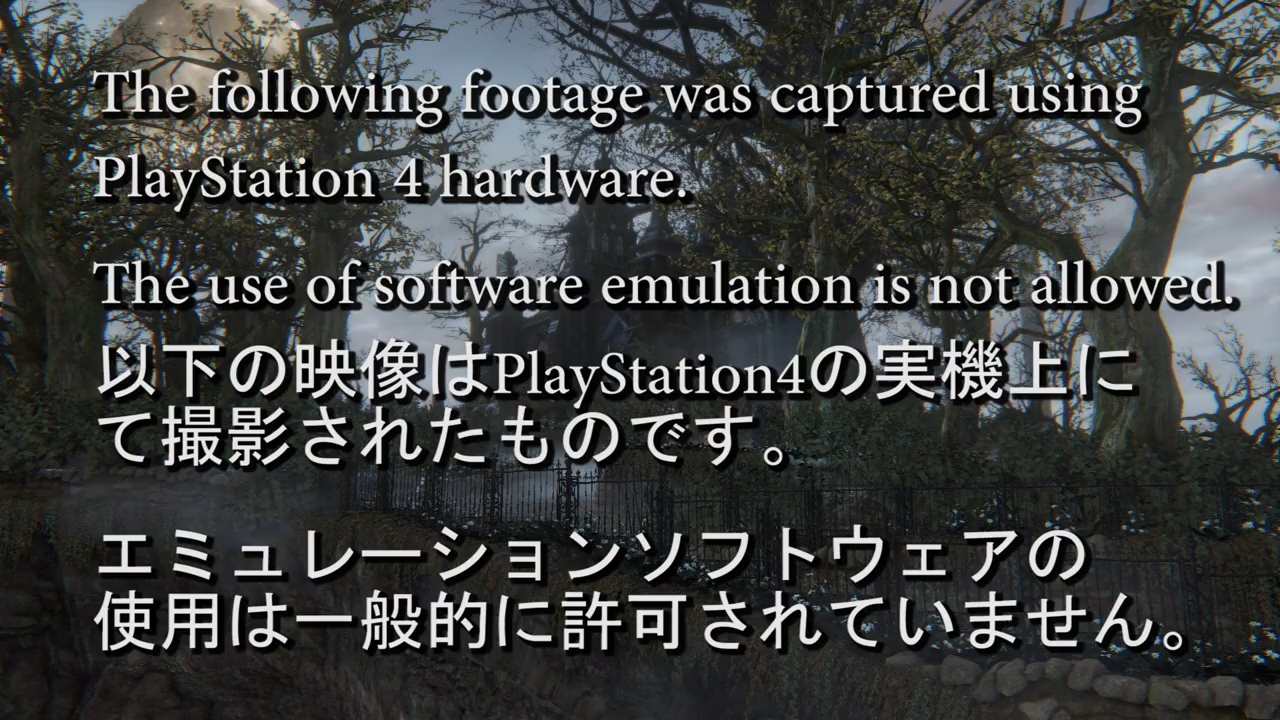 The following footage was captured using
PlayStation 4 hardware.
The use of software emulation is not allowed.
以下の映像はPlayStation4の実機上に
て撮影されたものです。
エミュレーションソフトウェアの
使用は一般的に許可されていません。